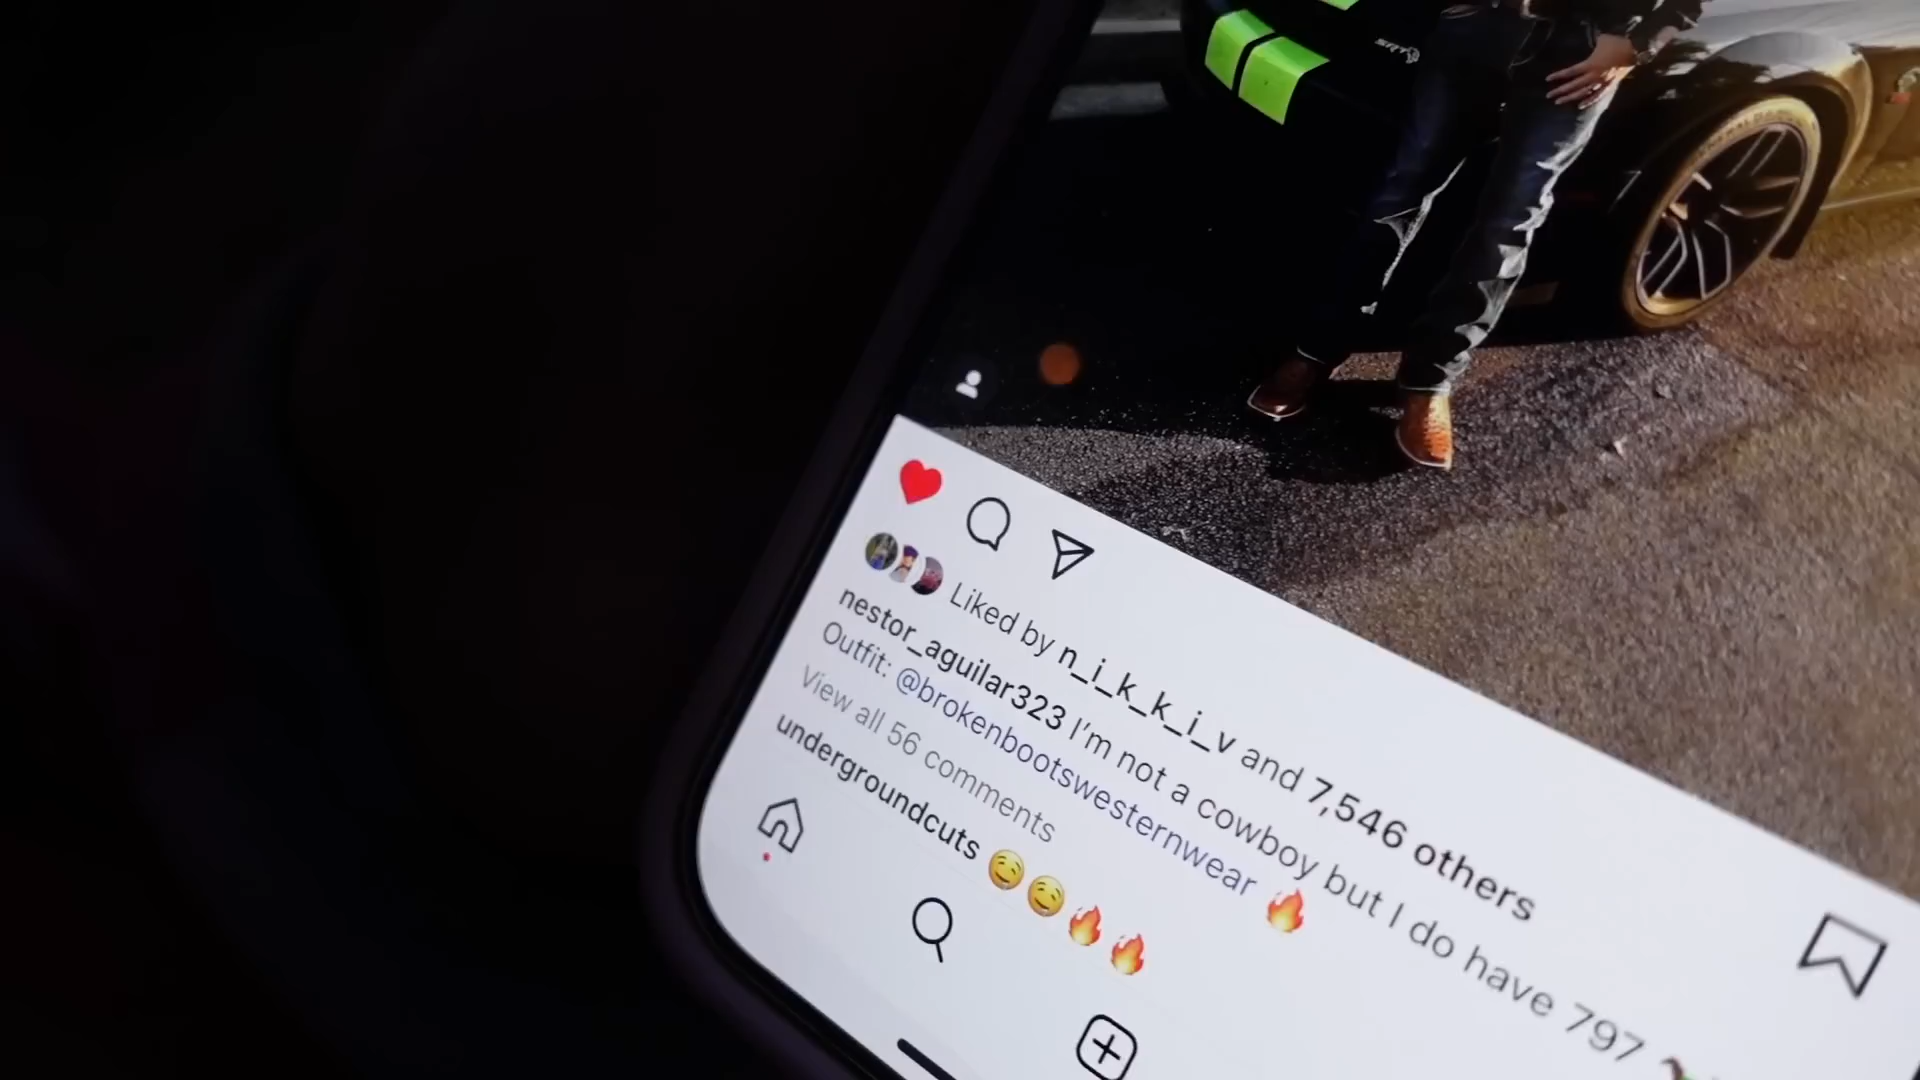 Liked by n_i_k_k_i_v and 7,546 others
nestor_aguilar323 I'm not a cowboy but I do have 797
Outfit: @brokenbootswesternwear 🔥
View all 56 comments
undergroundcuts 🥴🥴🔥🔥